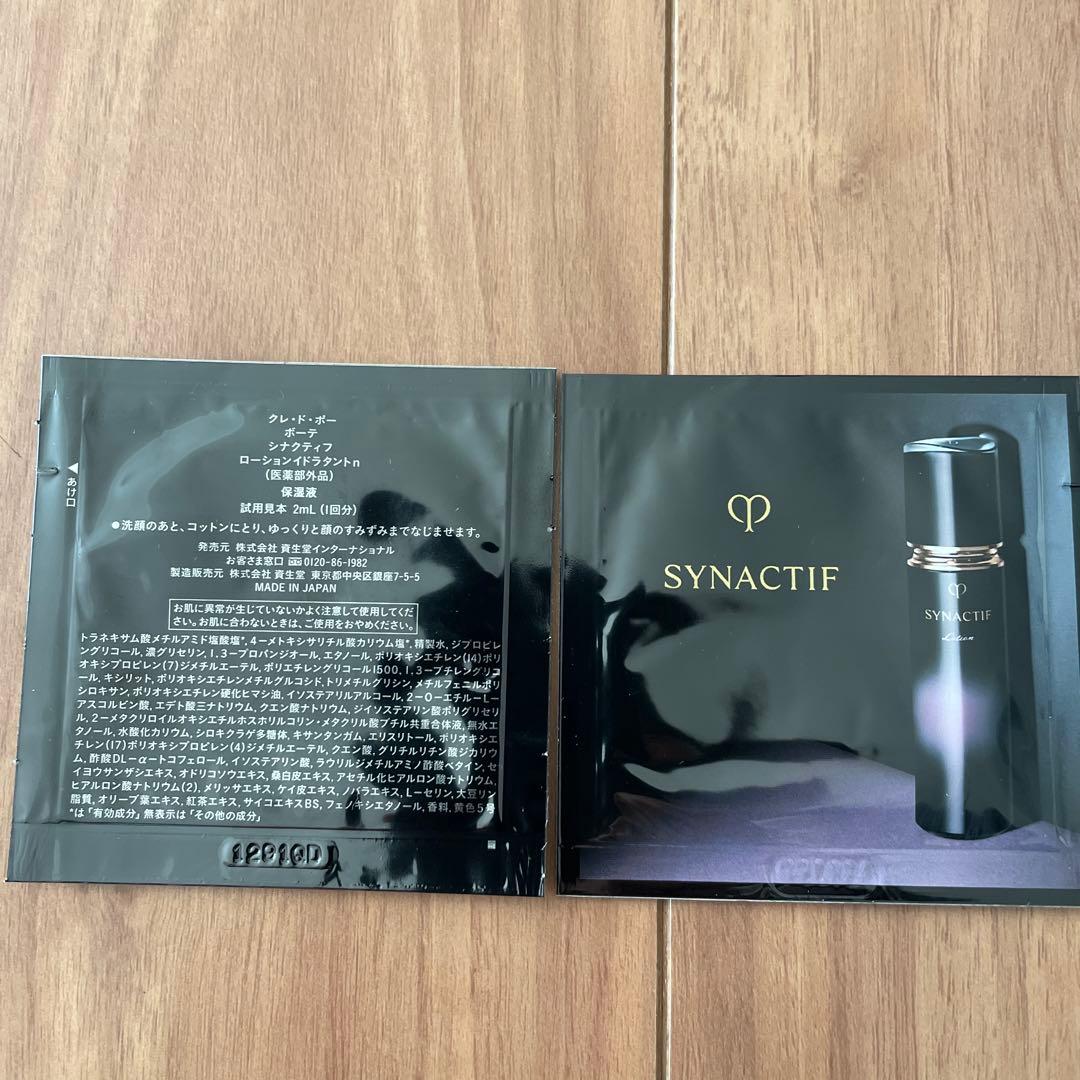 クレ・ド・ポー
ボーテ
シナクティフ
ローションイドラタントn
(医薬部外品)
保湿液
試用見本 2mL (1回分)
●洗顔のあと、コットンにとり、ゆっくりと顔のすみずみまでなじませます。
発売元 株式会社 資生堂インターナショナル
お客さま窓口 0120-86-1982
製造販売元 株式会社 資生堂 東京都中央区銀座7-5-5
MADE IN JAPAN
お肌に異常が生じていないかよく注意して使用してくだ
さい。お肌に合わないときは、ご使用をおやめください。
トラネキサム酸メチルアミド塩酸塩*, 4-メトキシサリチル酸カリウム塩*, 精製水, ジプロピレ
ングリコール, 濃グリセリン, 1, 3-プロパンジオール, エタノール, ポリオキシエチレン(14)ポリ
オキシプロピレン(7)ジメチルエーテル, ポリエチレングリコール1500, 1, 3-ブチレングリコ
ール, キシリット, ポリオキシエチレンメチルグルコシド, トリメチルグリシン, メチルフェニルポリ
シロキサン, ポリオキシエチレン硬化ヒマシ油, イソステアリルアルコール, 2-O-エチル-L-
アスコルビン酸, エデト酸三ナトリウム, クエン酸ナトリウム, ジイソステアリン酸ポリグリセリ
ル, 2-メタクリロイルオキシエチルホスホリルコリン・メタクリル酸ブチル共重合体液, 無水エ
タノール, 水酸化カリウム, シロキクラゲ多糖体, キサンタンガム, エリスリトール, ポリオキシエ
チレン(17)ポリオキシプロピレン(4)ジメチルエーテル, クエン酸, グリチルリチン酸ジカリウ
ム, 酢酸DL-α-トコフェロール, イソステアリン酸, ラウリルジメチルアミノ酢酸ベタイン, セ
イヨウサンザシエキス, オドリコソウエキス, 桑白皮エキス, アセチル化ヒアルロン酸ナトリウム,
ヒアルロン酸ナトリウム(2), メリッサエキス, ケイ皮エキス, ノバラエキス, L-セリン, 大豆リン
脂質, オリーブ葉エキス, 紅茶エキス, サイコエキスBS, フェノキシエタノール, 香料, 黄色5号
*は「有効成分」無表示は「その他の成分」
◀あけ口
SYNACTIF
SYNACTIF
Lotion